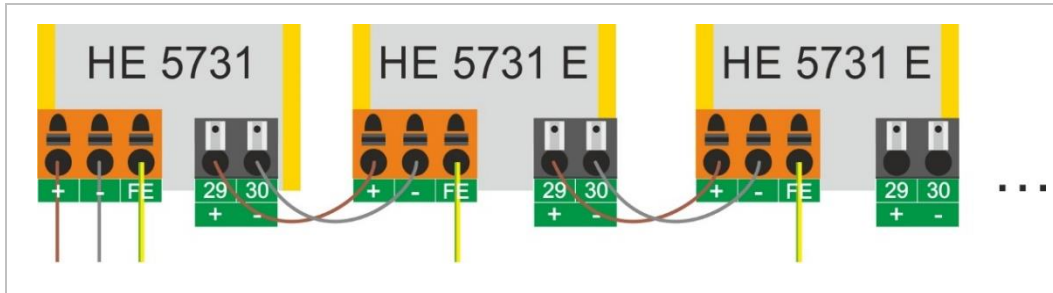 HE 5731 HE 5731 E HE 5731 E
+ - FE 29 30 + - FE 29 30 + - FE 29 30 ...
+ - + - + -